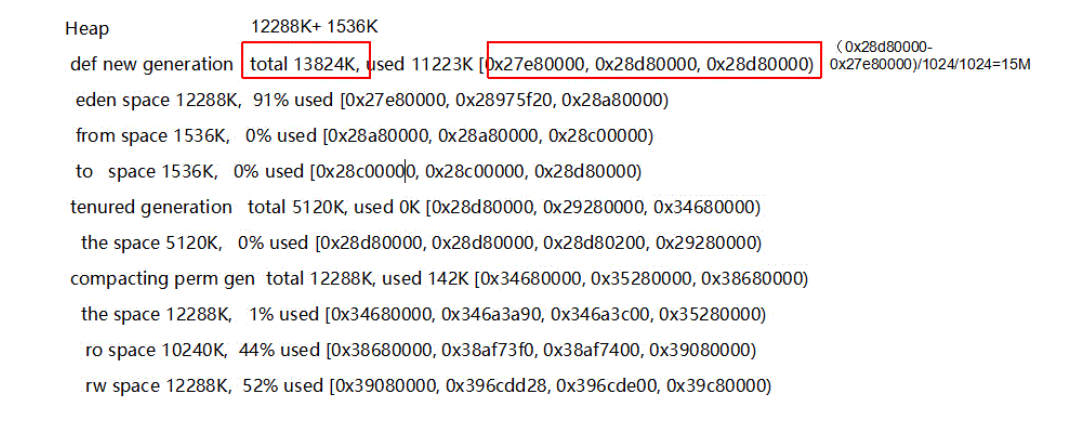 Heap 12288K+ 1536K
def new generation total 13824K, used 11223K [0x27e80000, 0x28d80000, 0x28d80000) （0x28d80000-
0x27e80000)/1024/1024=15M
eden space 12288K, 91% used [0x27e80000, 0x28975f20, 0x28a80000)
from space 1536K, 0% used [0x28a80000, 0x28a80000, 0x28c00000)
to space 1536K, 0% used [0x28c00000, 0x28c00000, 0x28d80000)
tenured generation total 5120K, used 0K [0x28d80000, 0x29280000, 0x34680000)
the space 5120K, 0% used [0x28d80000, 0x28d80000, 0x28d80200, 0x29280000)
compacting perm gen total 12288K, used 142K [0x34680000, 0x35280000, 0x38680000)
the space 12288K, 1% used [0x34680000, 0x346a3a90, 0x346a3c00, 0x35280000)
ro space 10240K, 44% used [0x38680000, 0x38af73f0, 0x38af7400, 0x39080000)
rw space 12288K, 52% used [0x39080000, 0x396cdd28, 0x396cde00, 0x39c80000)